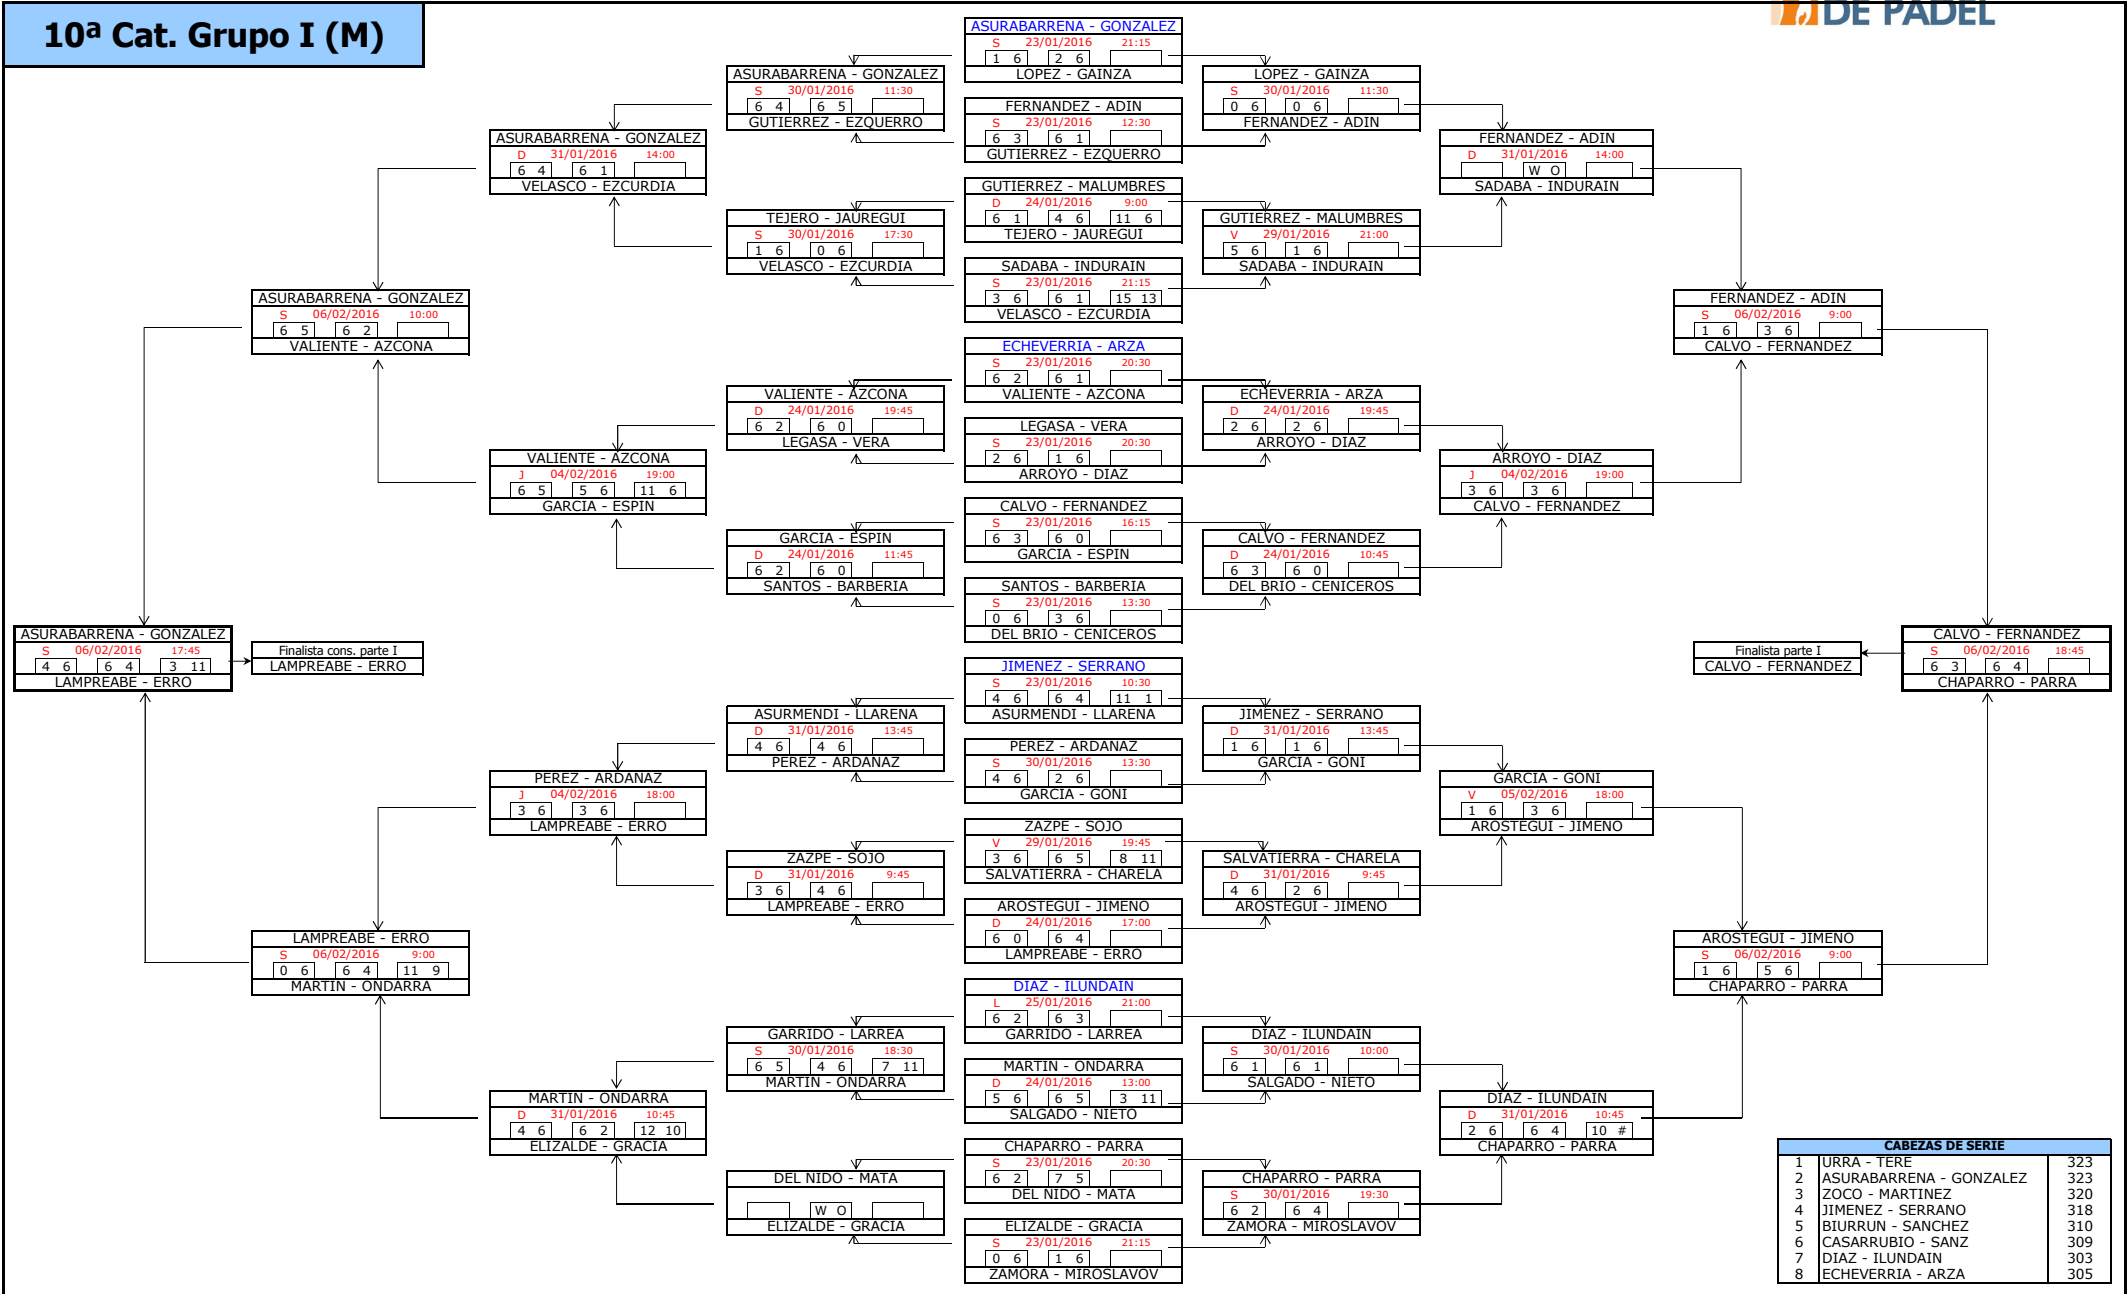 10ª Cat. Grupo I (M)
DE PADEL
ASURABARRENA - GONZALEZ
S 23/01/2016 21:15
1 6 2 6
LOPEZ - GAINZA
FERNANDEZ - ADIN
S 23/01/2016 12:30
6 3 6 1
GUTIERREZ - EZQUERRO
GUTIERREZ - MALUMBRES
D 24/01/2016 9:00
6 1 4 6 11 6
TEJERO - JAUREGUI
SADABA - INDURAIN
S 23/01/2016 21:15
3 6 6 1 15 13
VELASCO - EZCURDIA
ECHEVERRIA - ARZA
S 23/01/2016 20:30
6 2 6 1
VALIENTE - AZCONA
LEGASA - VERA
S 23/01/2016 20:30
2 6 1 6
ARROYO - DIAZ
CALVO - FERNANDEZ
S 23/01/2016 16:15
6 3 6 0
GARCIA - ESPIN
SANTOS - BARBERIA
S 23/01/2016 13:30
0 6 3 6
DEL BRIO - CENICEROS
JIMENEZ - SERRANO
S 23/01/2016 10:30
4 6 6 4 11 1
ASURMENDI - LLARENA
PEREZ - ARDANAZ
S 30/01/2016 13:30
4 6 2 6
GARCIA - GOÑI
ZAZPE - SOJO
V 29/01/2016 19:45
3 6 6 5 8 11
SALVATIERRA - CHARELA
AROSTEGUI - JIMENO
D 24/01/2016 17:00
6 0 6 4
LAMPREABE - ERRO
DIAZ - ILUNDAIN
L 25/01/2016 21:00
6 2 6 3
GARRIDO - LARREA
MARTIN - ONDARRA
D 24/01/2016 13:00
5 6 6 5 3 11
SALGADO - NIETO
CHAPARRO - PARRA
S 23/01/2016 20:30
6 2 7 5
DEL NIDO - MATA
ELIZALDE - GRACIA
S 23/01/2016 21:15
0 6 1 6
ZAMORA - MIROSLAVOV
ASURABARRENA - GONZALEZ
S 30/01/2016 11:30
6 4 6 5
GUTIERREZ - EZQUERRO
TEJERO - JAUREGUI
S 30/01/2016 17:30
1 6 0 6
VELASCO - EZCURDIA
VALIENTE - AZCONA
D 24/01/2016 19:45
6 2 6 0
LEGASA - VERA
GARCIA - ESPIN
D 24/01/2016 11:45
6 2 6 0
SANTOS - BARBERIA
ASURMENDI - LLARENA
D 31/01/2016 13:45
4 6 4 6
PEREZ - ARDANAZ
ZAZPE - SOJO
D 31/01/2016 9:45
3 6 4 6
LAMPREABE - ERRO
GARRIDO - LARREA
S 30/01/2016 18:30
6 5 4 6 7 11
MARTIN - ONDARRA
DEL NIDO - MATA
W O
ELIZALDE - GRACIA
ASURABARRENA - GONZALEZ
D 31/01/2016 14:00
6 4 6 1
VELASCO - EZCURDIA
VALIENTE - AZCONA
J 04/02/2016 19:00
6 5 5 6 11 6
GARCIA - ESPIN
PEREZ - ARDANAZ
J 04/02/2016 18:00
3 6 3 6
LAMPREABE - ERRO
MARTIN - ONDARRA
D 31/01/2016 10:45
4 6 6 2 12 10
ELIZALDE - GRACIA
ASURABARRENA - GONZALEZ
S 06/02/2016 10:00
6 5 6 2
VALIENTE - AZCONA
LAMPREABE - ERRO
S 06/02/2016 9:00
0 6 6 4 11 9
MARTIN - ONDARRA
ASURABARRENA - GONZALEZ
S 06/02/2016 17:45
4 6 6 4 3 11
LAMPREABE - ERRO
Finalista cons. parte I
LAMPREABE - ERRO
LOPEZ - GAINZA
S 30/01/2016 11:30
0 6 0 6
FERNANDEZ - ADIN
GUTIERREZ - MALUMBRES
V 29/01/2016 21:00
5 6 1 6
SADABA - INDURAIN
ECHEVERRIA - ARZA
D 24/01/2016 19:45
2 6 2 6
ARROYO - DIAZ
CALVO - FERNANDEZ
D 24/01/2016 10:45
6 3 6 0
DEL BRIO - CENICEROS
JIMENEZ - SERRANO
D 31/01/2016 13:45
1 6 1 6
GARCIA - GOÑI
SALVATIERRA - CHARELA
D 31/01/2016 9:45
4 6 2 6
AROSTEGUI - JIMENO
DIAZ - ILUNDAIN
S 30/01/2016 10:00
6 1 6 1
SALGADO - NIETO
CHAPARRO - PARRA
S 30/01/2016 19:30
6 2 6 4
ZAMORA - MIROSLAVOV
FERNANDEZ - ADIN
D 31/01/2016 14:00
W O
SADABA - INDURAIN
ARROYO - DIAZ
J 04/02/2016 19:00
3 6 3 6
CALVO - FERNANDEZ
GARCIA - GOÑI
V 05/02/2016 18:00
1 6 3 6
AROSTEGUI - JIMENO
DIAZ - ILUNDAIN
D 31/01/2016 10:45
2 6 6 4 10 #
CHAPARRO - PARRA
FERNANDEZ - ADIN
S 06/02/2016 9:00
1 6 3 6
CALVO - FERNANDEZ
AROSTEGUI - JIMENO
S 06/02/2016 9:00
1 6 5 6
CHAPARRO - PARRA
Finalista parte I
CALVO - FERNANDEZ
CALVO - FERNANDEZ
S 06/02/2016 18:45
6 3 6 4
CHAPARRO - PARRA
CABEZAS DE SERIE
1 URRA - TERE 323
2 ASURABARRENA - GONZALEZ 323
3 ZOCO - MARTINEZ 320
4 JIMENEZ - SERRANO 318
5 BIURRUN - SANCHEZ 310
6 CASARRUBIO - SANZ 309
7 DIAZ - ILUNDAIN 303
8 ECHEVERRIA - ARZA 305